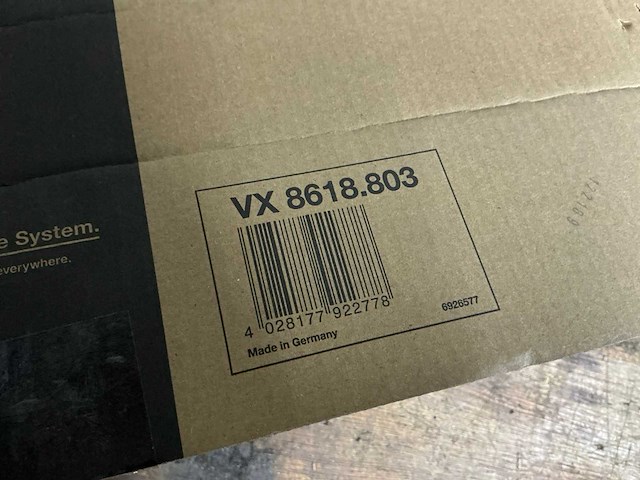 e System.
everywhere.
VX 8618.803
4 028177 922778
Made in Germany
6926577